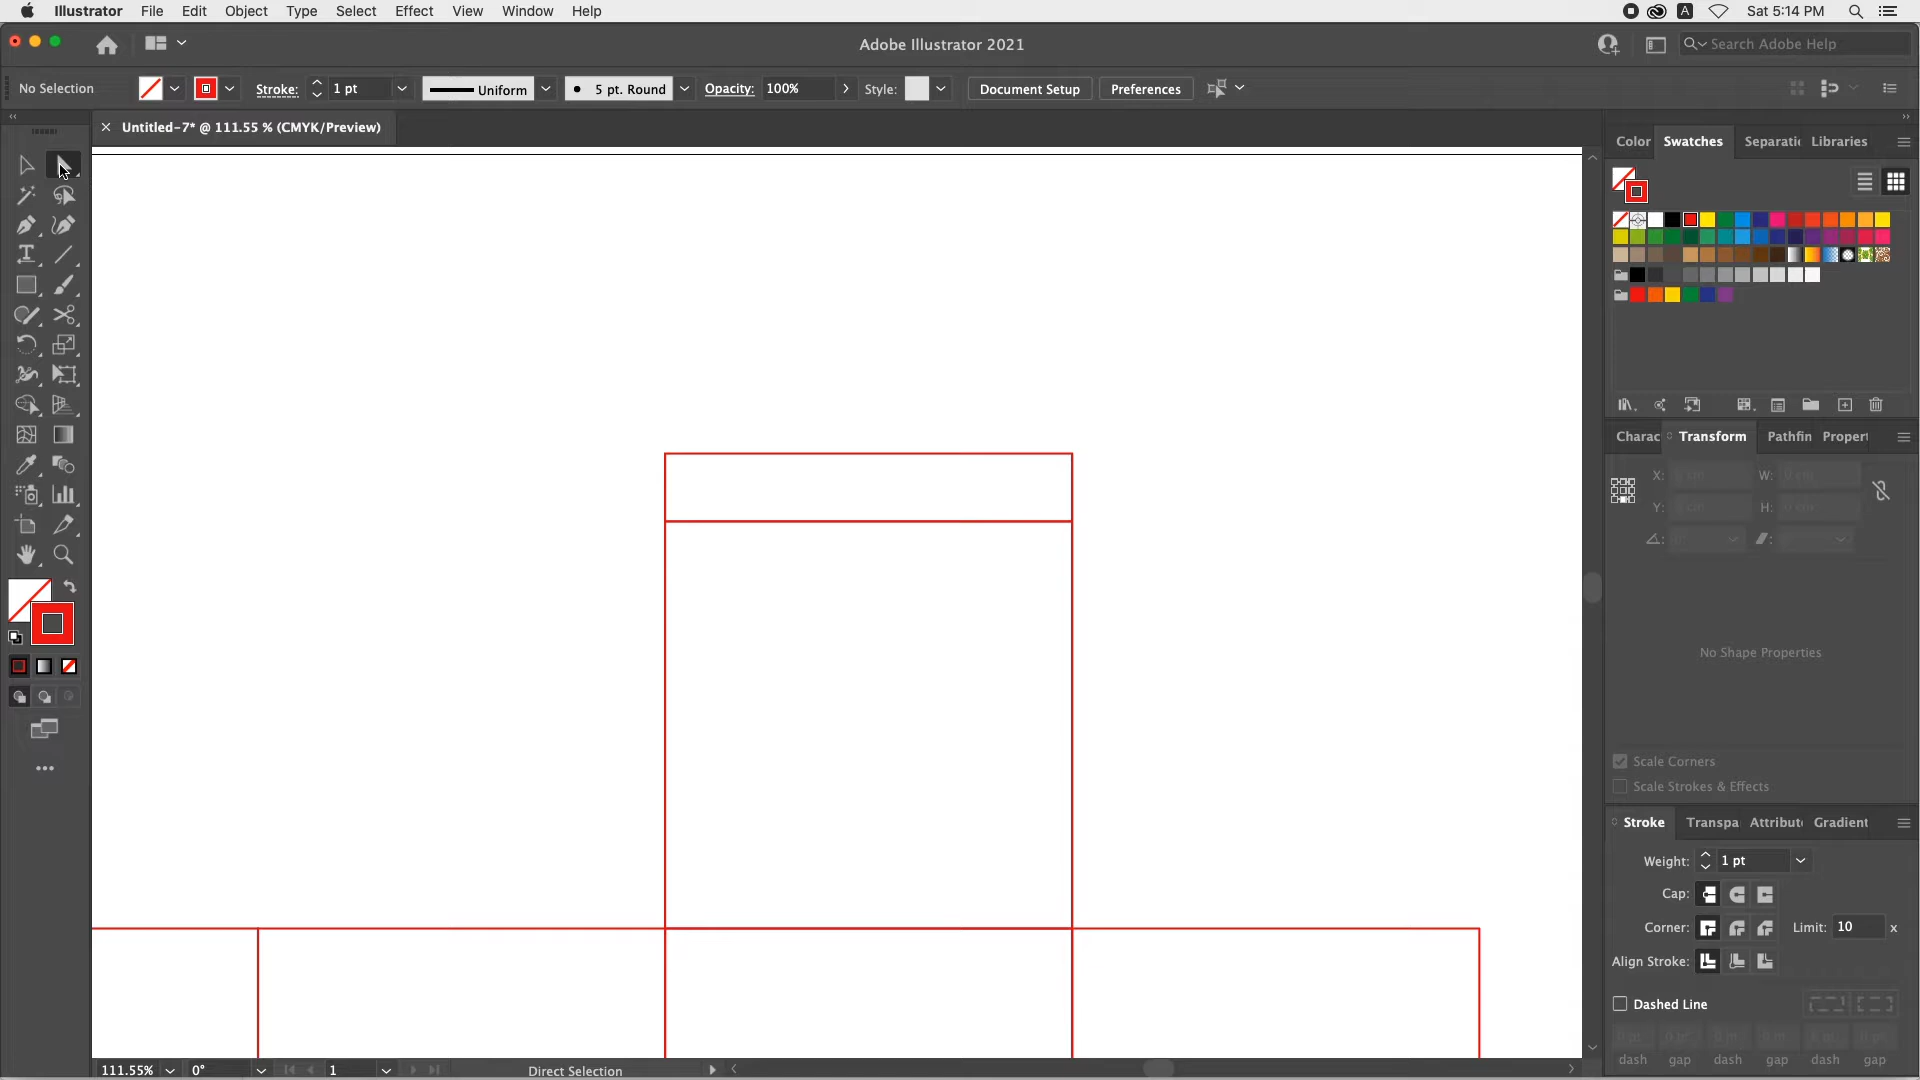 Illustrator File Edit Object Type Select Effect View Window Help
A Sat 5:14 PM
Adobe Illustrator 2021
Search Adobe Help
No Selection Stroke: 1 pt Uniform 5 pt. Round Opacity: 100% Style: Document Setup Preferences
Untitled-7* @ 111.55 % (CMYK/Preview)
Color Swatches Separatio Libraries
Charac Transform Pathfin Propert
X: W:
Y: H:
No Shape Properties
Scale Corners
Scale Strokes & Effects
Stroke Transpa Attribut Gradient
Weight: 1 pt
Cap:
Corner: Limit: 10 x
Align Stroke:
Dashed Line
dash gap dash gap dash gap
111.55% 0° 1 Direct Selection